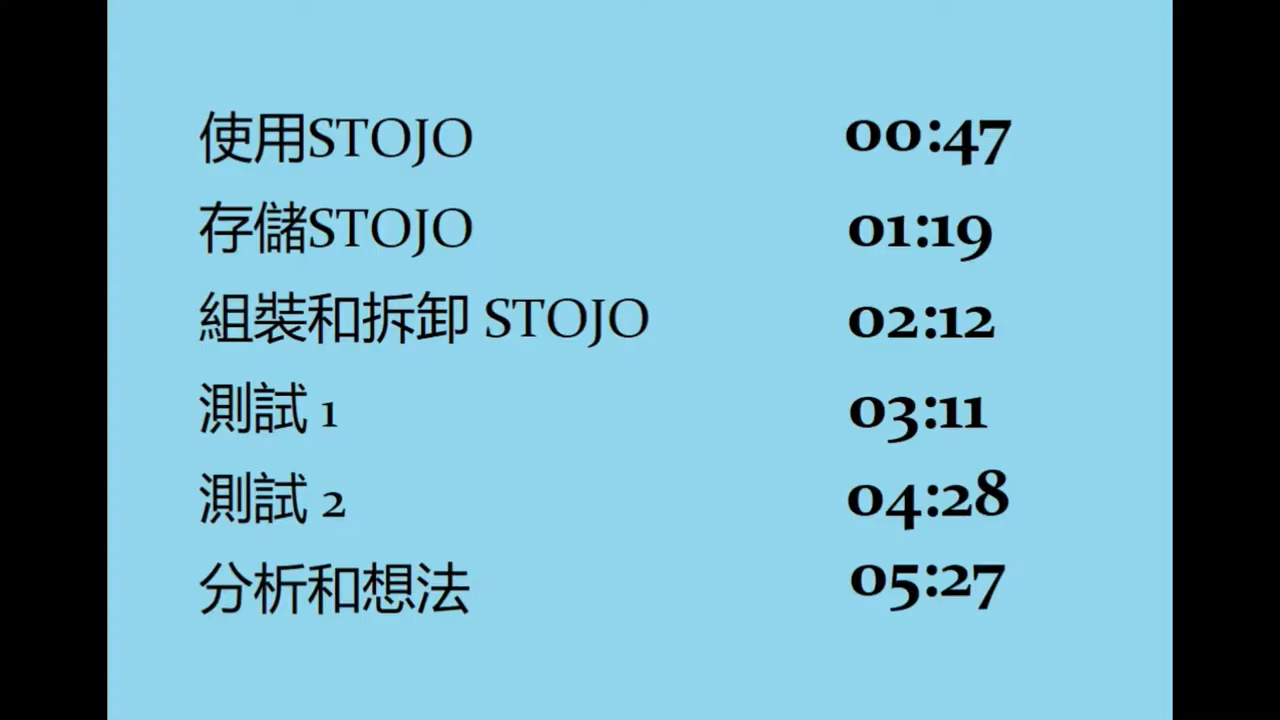 使用STOJO 00:47
存儲STOJO 01:19
組裝和拆卸 STOJO 02:12
測試 1 03:11
測試 2 04:28
分析和想法 05:27